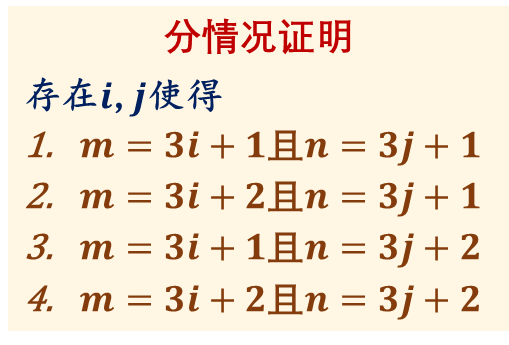 分情况证明
存在i, j使得
1. m = 3i + 1且n = 3j + 1
2. m = 3i + 2且n = 3j + 1
3. m = 3i + 1且n = 3j + 2
4. m = 3i + 2且n = 3j + 2